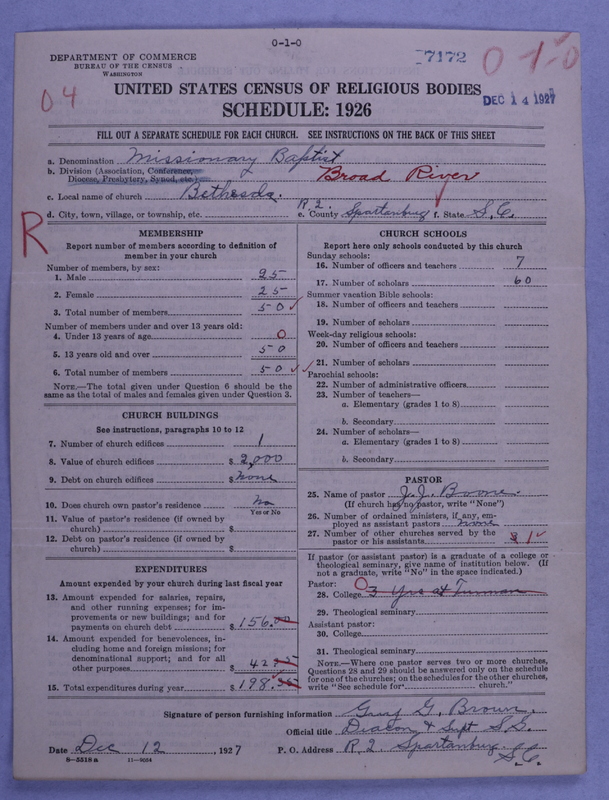 0-1-0
DEPARTMENT OF COMMERCE
BUREAU OF THE CENSUS
WASHINGTON
7172
0 1-0
04
UNITED STATES CENSUS OF RELIGIOUS BODIES
DEC 14 1927
SCHEDULE: 1926
FILL OUT A SEPARATE SCHEDULE FOR EACH CHURCH. SEE INSTRUCTIONS ON THE BACK OF THIS SHEET
a. Denomination Missionary Baptist
b. Division (Association, Conference, Diocese, Presbytery, Synod, etc.) Broad River
c. Local name of church Bethesda.
d. City, town, village, or township, etc. R 2. e. County Spartanburg f. State S. C.
R
MEMBERSHIP
Report number of members according to definition of
member in your church
Number of members, by sex:
1. Male 25
2. Female 25
3. Total number of members 50
Number of members under and over 13 years old:
4. Under 13 years of age 0
5. 13 years old and over 50
6. Total number of members 50
NOTE.—The total given under Question 6 should be
same as the total of males and females given under Question 3.
CHURCH BUILDINGS
See instructions, paragraphs 10 to 12
7. Number of church edifices 1
8. Value of church edifices $ 2,000
9. Debt on church edifices $ none
10. Does church own pastor's residence No
Yes or No
11. Value of pastor's residence (if owned by
church) $
12. Debt on pastor's residence (if owned by
church) $
EXPENDITURES
Amount expended by your church during last fiscal year
13. Amount expended for salaries, repairs,
and other running expenses; for im-
provements or new buildings; and for
payments on church debt $ 156.00
14. Amount expended for benevolences, in-
cluding home and foreign missions; for
denominational support; and for all
other purposes $ 42
15. Total expenditures during year $ 198.
CHURCH SCHOOLS
Report here only schools conducted by this church
Sunday schools:
16. Number of officers and teachers 7
17. Number of scholars 60
Summer vacation Bible schools:
18. Number of officers and teachers
19. Number of scholars
Week-day religious schools:
20. Number of officers and teachers
21. Number of scholars
Parochial schools:
22. Number of administrative officers
23. Number of teachers—
a. Elementary (grades 1 to 8)
b. Secondary
24. Number of scholars—
a. Elementary (grades 1 to 8)
b. Secondary
PASTOR
25. Name of pastor J. J. Boone.
(If church has no pastor, write "None")
26. Number of ordained ministers, if any, em-
ployed as assistant pastors none
27. Number of other churches served by the
pastor or his assistants 1
If pastor (or assistant pastor) is a graduate of a college or
theological seminary, give name of institution below. (If
not a graduate, write "No" in the space indicated.)
Pastor:
28. College 0 3 Yrs at Furman
29. Theological seminary
Assistant pastor:
30. College
31. Theological seminary
NOTE.—Where one pastor serves two or more churches,
Questions 28 and 29 should be answered only on the schedule
for one of the churches; on the schedules for the other churches,
write "See schedule for church."
Signature of person furnishing information Guy G. Brown.
Official title Deacon & Supt S.S.
Date Dec 12, 1927 P. O. Address R 2. Spartanburg. S. C.
8-5518 a 11-9034